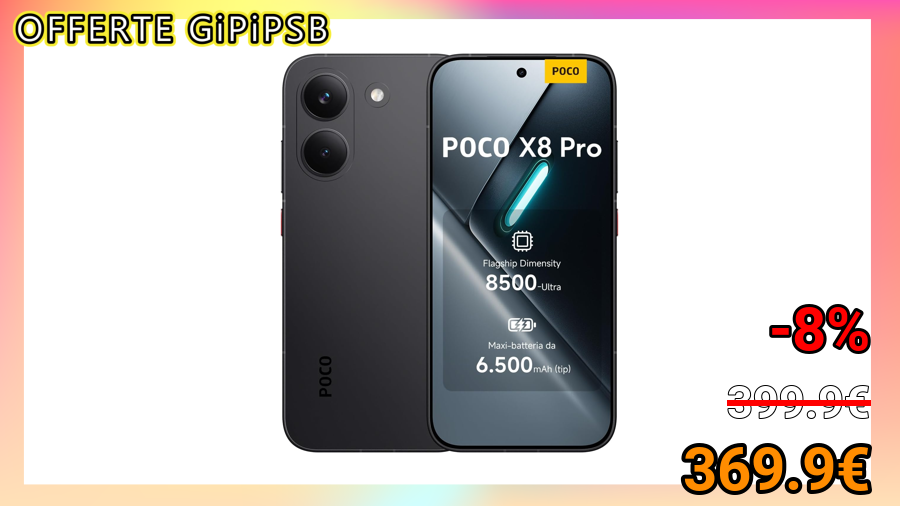 OFFERTE GiPiPSB
POCO
POCO X8 Pro
Flagship Dimensity
8500-Ultra
Maxi-batteria da
6.500mAh (tip)
POCO
-8%
399.9€
369.9€